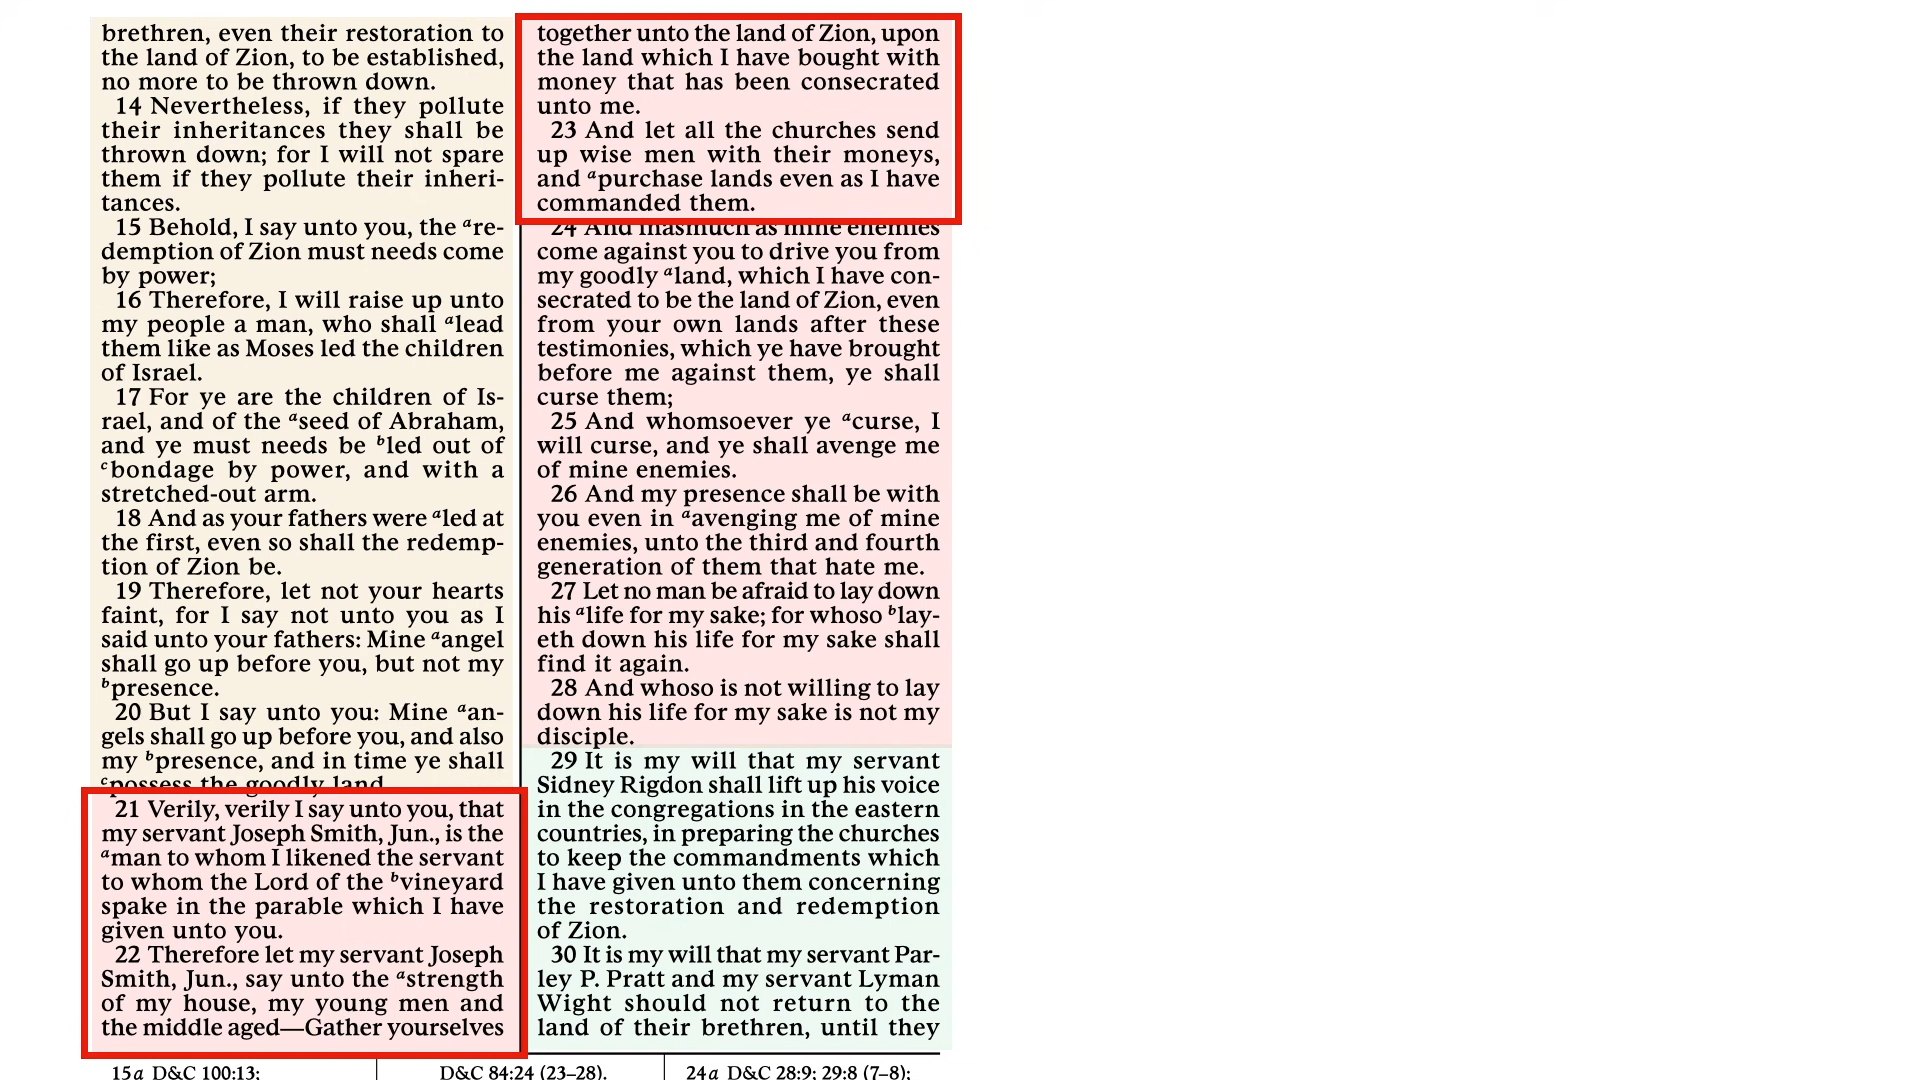 brethren, even their restoration to
the land of Zion, to be established,
no more to be thrown down.
14 Nevertheless, if they pollute
their inheritances they shall be
thrown down; for I will not spare
them if they pollute their inheri-
tances.
15 Behold, I say unto you, the ᵃre-
demption of Zion must needs come
by power;
16 Therefore, I will raise up unto
my people a man, who shall ᵃlead
them like as Moses led the children
of Israel.
17 For ye are the children of Is-
rael, and of the ᵃseed of Abraham,
and ye must needs be ᵇled out of
ᶜbondage by power, and with a
stretched-out arm.
18 And as your fathers were ᵃled at
the first, even so shall the redemp-
tion of Zion be.
19 Therefore, let not your hearts
faint, for I say not unto you as I
said unto your fathers: Mine ᵃangel
shall go up before you, but not my
ᵇpresence.
20 But I say unto you: Mine ᵃan-
gels shall go up before you, and also
my ᵇpresence, and in time ye shall
ᶜpossess the goodly land.
21 Verily, verily I say unto you, that
my servant Joseph Smith, Jun., is the
ᵃman to whom I likened the servant
to whom the Lord of the ᵇvineyard
spake in the parable which I have
given unto you.
22 Therefore let my servant Joseph
Smith, Jun., say unto the ᵃstrength
of my house, my young men and
the middle aged—Gather yourselves
together unto the land of Zion, upon
the land which I have bought with
money that has been consecrated
unto me.
23 And let all the churches send
up wise men with their moneys,
and ᵃpurchase lands even as I have
commanded them.
24 And inasmuch as mine enemies
come against you to drive you from
my goodly ᵃland, which I have con-
secrated to be the land of Zion, even
from your own lands after these
testimonies, which ye have brought
before me against them, ye shall
curse them;
25 And whomsoever ye ᵃcurse, I
will curse, and ye shall avenge me
of mine enemies.
26 And my presence shall be with
you even in ᵃavenging me of mine
enemies, unto the third and fourth
generation of them that hate me.
27 Let no man be afraid to lay down
his ᵃlife for my sake; for whoso ᵇlay-
eth down his life for my sake shall
find it again.
28 And whoso is not willing to lay
down his life for my sake is not my
disciple.
29 It is my will that my servant
Sidney Rigdon shall lift up his voice
in the congregations in the eastern
countries, in preparing the churches
to keep the commandments which
I have given unto them concerning
the restoration and redemption
of Zion.
30 It is my will that my servant Par-
ley P. Pratt and my servant Lyman
Wight should not return to the
land of their brethren, until they
15a D&C 100:13;
D&C 84:24 (23–28).
24a D&C 28:9; 29:8 (7–8);